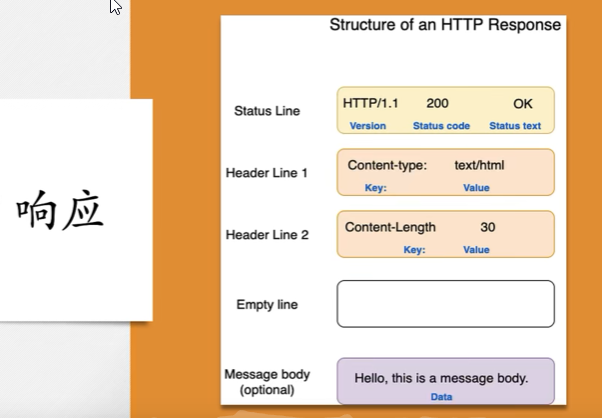 Structure of an HTTP Response
响应
Status Line
HTTP/1.1 200 OK
Version Status code Status text
Header Line 1
Content-type: text/html
Key: Value
Header Line 2
Content-Length 30
Key: Value
Empty line
Message body
(optional)
Hello, this is a message body.
Data